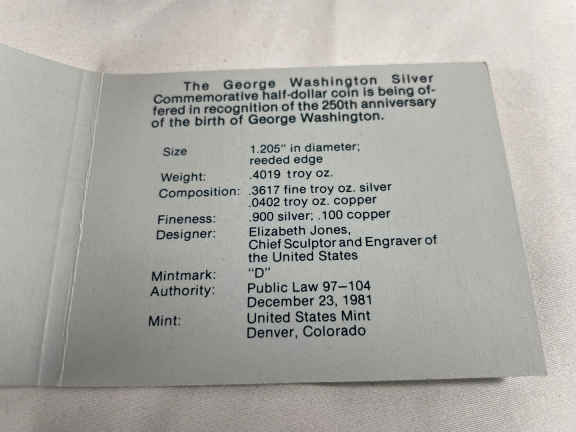 The George Washington Silver
Commemorative half-dollar coin is being of-
fered in recognition of the 250th anniversary
of the birth of George Washington.
Size 1.205" in diameter;
reeded edge
Weight: .4019 troy oz.
Composition: .3617 fine troy oz. silver
.0402 troy oz. copper
Fineness: .900 silver; .100 copper
Designer: Elizabeth Jones,
Chief Sculptor and Engraver of
the United States
Mintmark: "D"
Authority: Public Law 97–104
December 23, 1981
Mint: United States Mint
Denver, Colorado